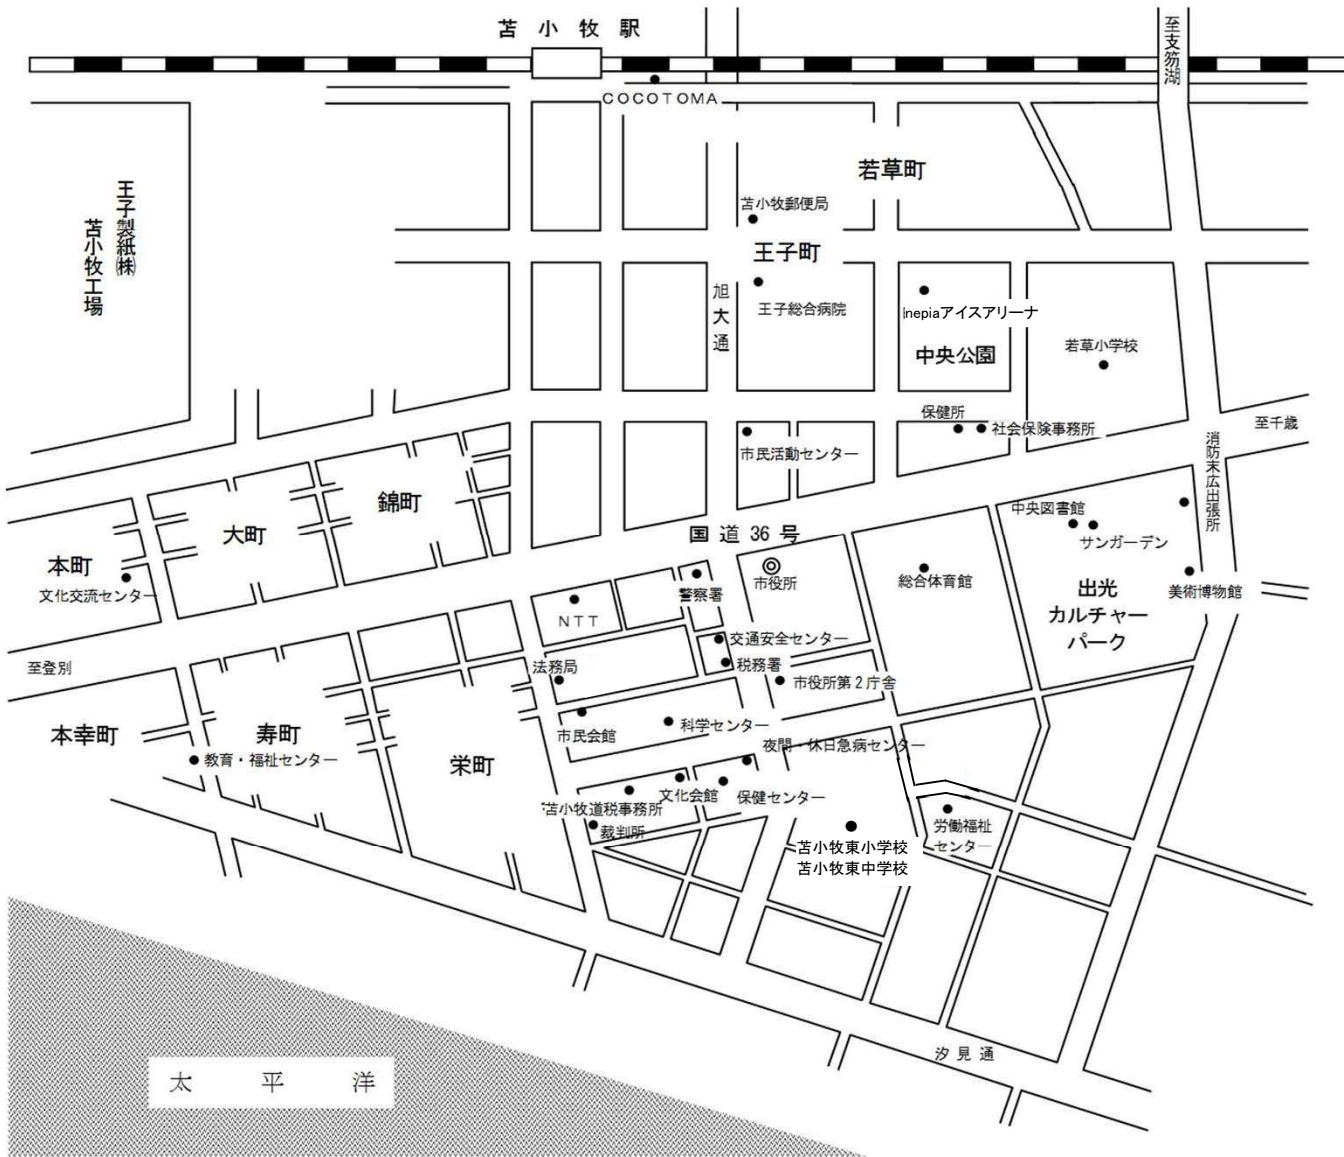 苫小牧駅
至支笏湖
COCOTOMA
若草町
苫小牧郵便局
王子町
王子製紙㈱
苫小牧工場
旭大通
王子総合病院
nepiaアイスアリーナ
中央公園
若草小学校
保健所
社会保険事務所
至千歳
市民活動センター
消防末広出張所
錦町
大町
本町
文化交流センター
国道36号
市役所
中央図書館
サンガーデン
総合体育館
出光
カルチャー
パーク
美術博物館
警察署
NTT
交通安全センター
税務署
市役所第2庁舎
至登別
法務局
本幸町
寿町
教育・福祉センター
栄町
市民会館
科学センター
夜間・休日急病センター
文化会館
保健センター
苫小牧道税事務所
裁判所
労働福祉
センター
苫小牧東小学校
苫小牧東中学校
汐見通
太平洋